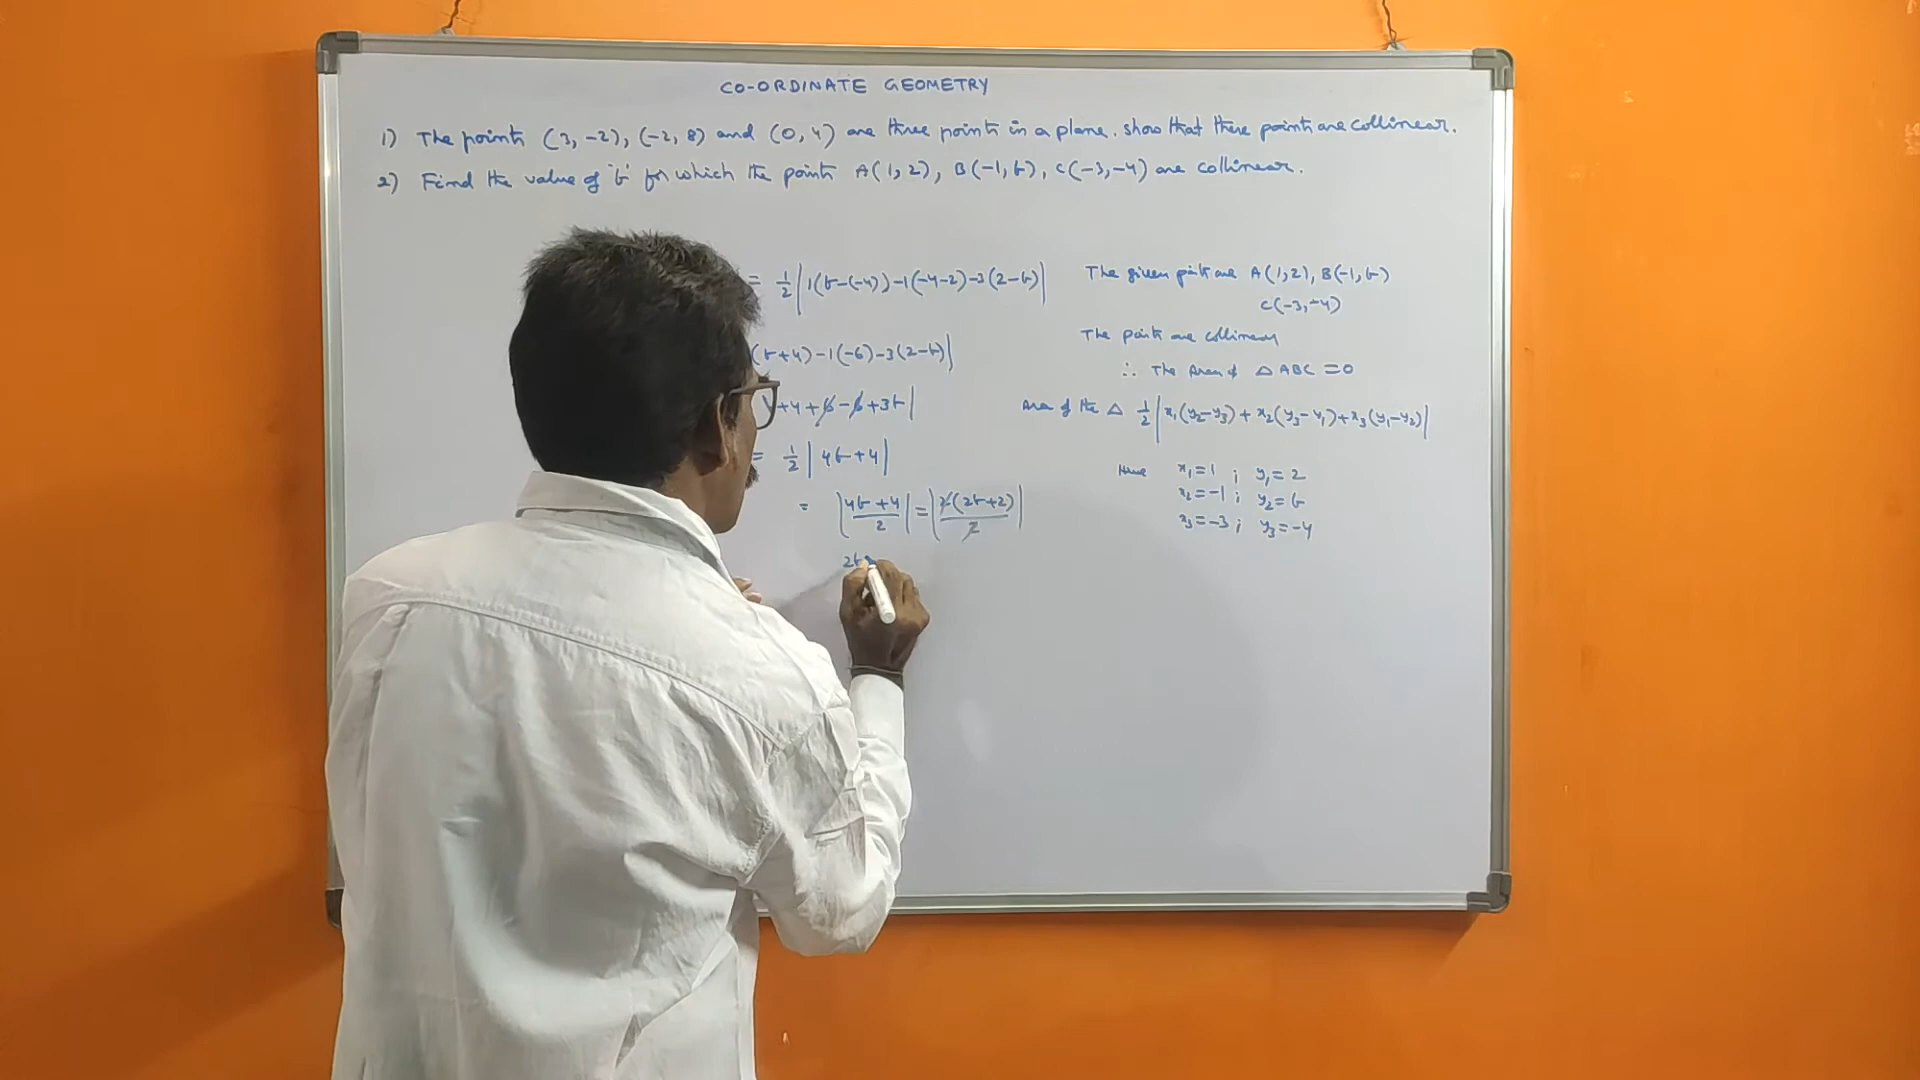 CO-ORDINATE GEOMETRY
1) The points (3, -2), (-2, 8) and (0, 4) are three points in a plane. show that these points are collinear.
2) Find the value of 'b' for which the points A(1, 2), B(-1, b), C(-3, -4) are collinear.
= 1/2 |1(b-(-4))-1(-4-2)-3(2-b)|
(b+4)-1(-6)-3(2-b)|
+4+6-6+3b|
= 1/2 |4b+4|
= |4b+4/2| = |2(2b+2)/2|
2b
The given points are A(1,2), B(-1, b)
C(-3,-4)
The points are collinear
∴ The Area of △ ABC = 0
Area of the △ 1/2 |x₁(y₂-y₃) + x₂(y₃-y₁)+x₃(y₁-y₂)|
Here x₁=1 ; y₁=2
x₂=-1 ; y₂=b
x₃=-3 ; y₃=-4